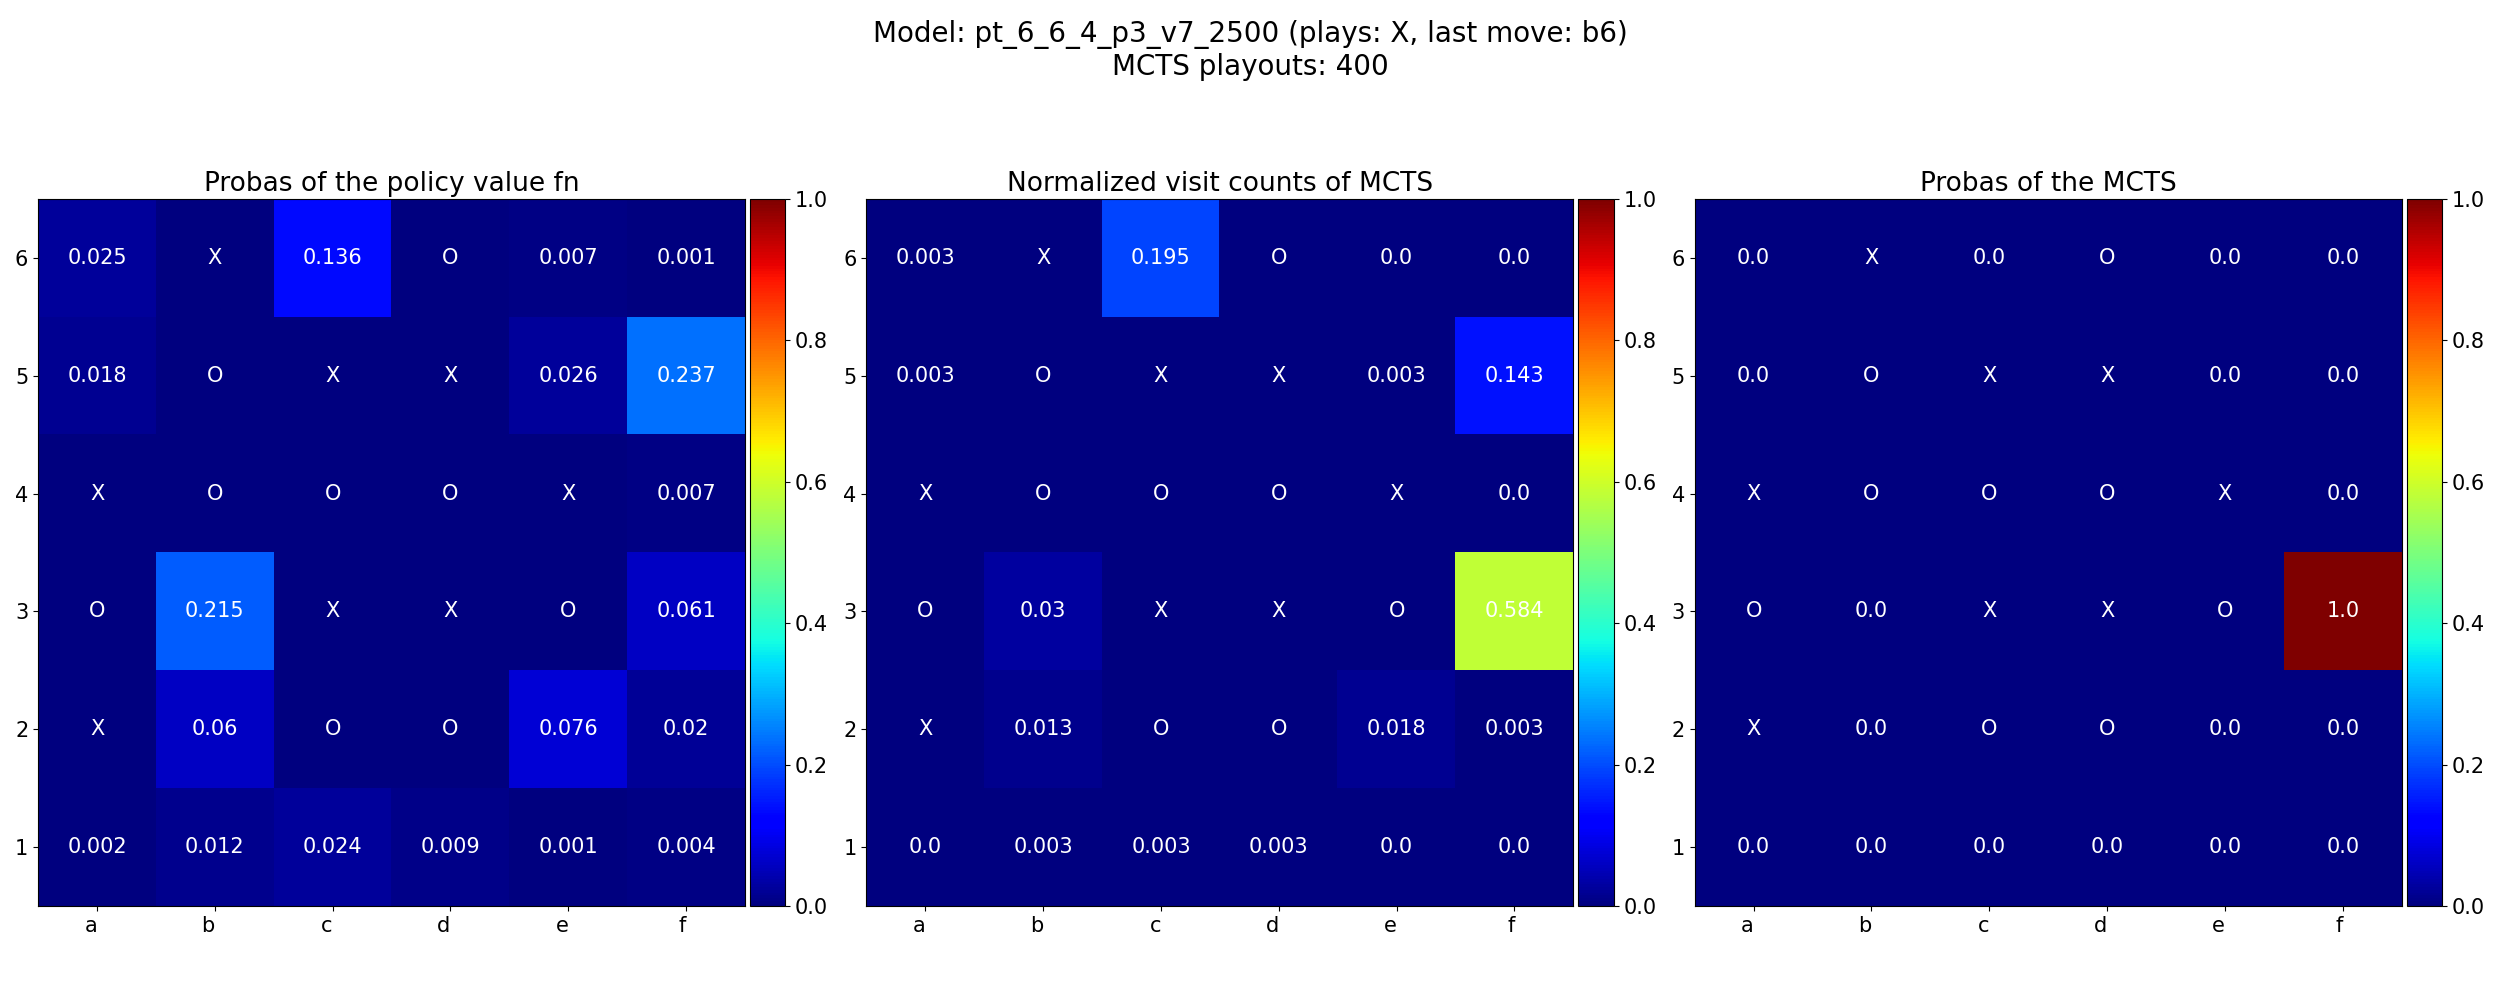 Model: pt_6_6_4_p3_v7_2500 (plays: X, last move: b6)
MCTS playouts: 400
Probas of the policy value fn
6 0.025 X 0.136 O 0.007 0.001
5 0.018 O X X 0.026 0.237
4 X O O O X 0.007
3 O 0.215 X X O 0.061
2 X 0.06 O O 0.076 0.02
1 0.002 0.012 0.024 0.009 0.001 0.004
a b c d e f
1.0
0.8
0.6
0.4
0.2
0.0
Normalized visit counts of MCTS
6 0.003 X 0.195 O 0.0 0.0
5 0.003 O X X 0.003 0.143
4 X O O O X 0.0
3 O 0.03 X X O 0.584
2 X 0.013 O O 0.018 0.003
1 0.0 0.003 0.003 0.003 0.0 0.0
a b c d e f
1.0
0.8
0.6
0.4
0.2
0.0
Probas of the MCTS
6 0.0 X 0.0 O 0.0 0.0
5 0.0 O X X 0.0 0.0
4 X O O O X 0.0
3 O 0.0 X X O 1.0
2 X 0.0 O O 0.0 0.0
1 0.0 0.0 0.0 0.0 0.0 0.0
a b c d e f
1.0
0.8
0.6
0.4
0.2
0.0